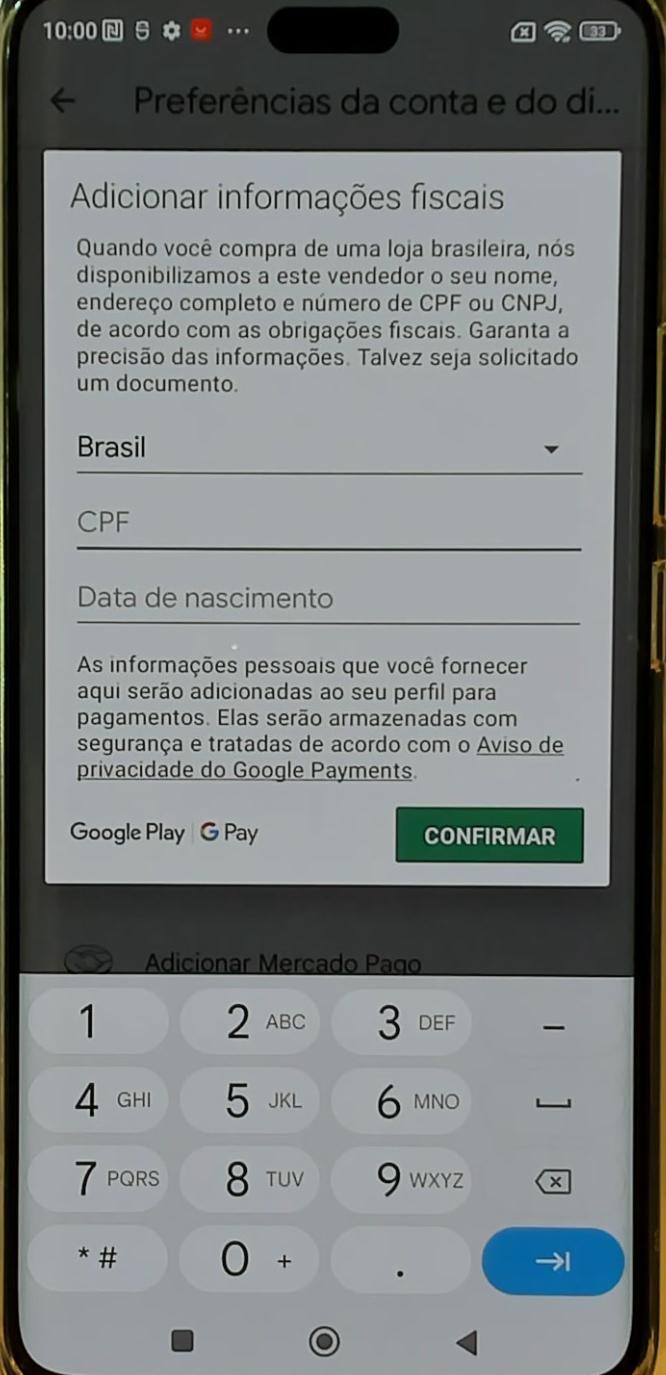 10:00 33
Preferências da conta e do di...
Adicionar informações fiscais
Quando você compra de uma loja brasileira, nós
disponibilizamos a este vendedor o seu nome,
endereço completo e número de CPF ou CNPJ,
de acordo com as obrigações fiscais. Garanta a
precisão das informações. Talvez seja solicitado
um documento.
Brasil
CPF
Data de nascimento
As informações pessoais que você fornecer
aqui serão adicionadas ao seu perfil para
pagamentos. Elas serão armazenadas com
segurança e tratadas de acordo com o Aviso de
privacidade do Google Payments.
Google Play | G Pay CONFIRMAR
Adicionar Mercado Pago
1 2 ABC 3 DEF –
4 GHI 5 JKL 6 MNO
7 PQRS 8 TUV 9 WXYZ
* # 0 + .